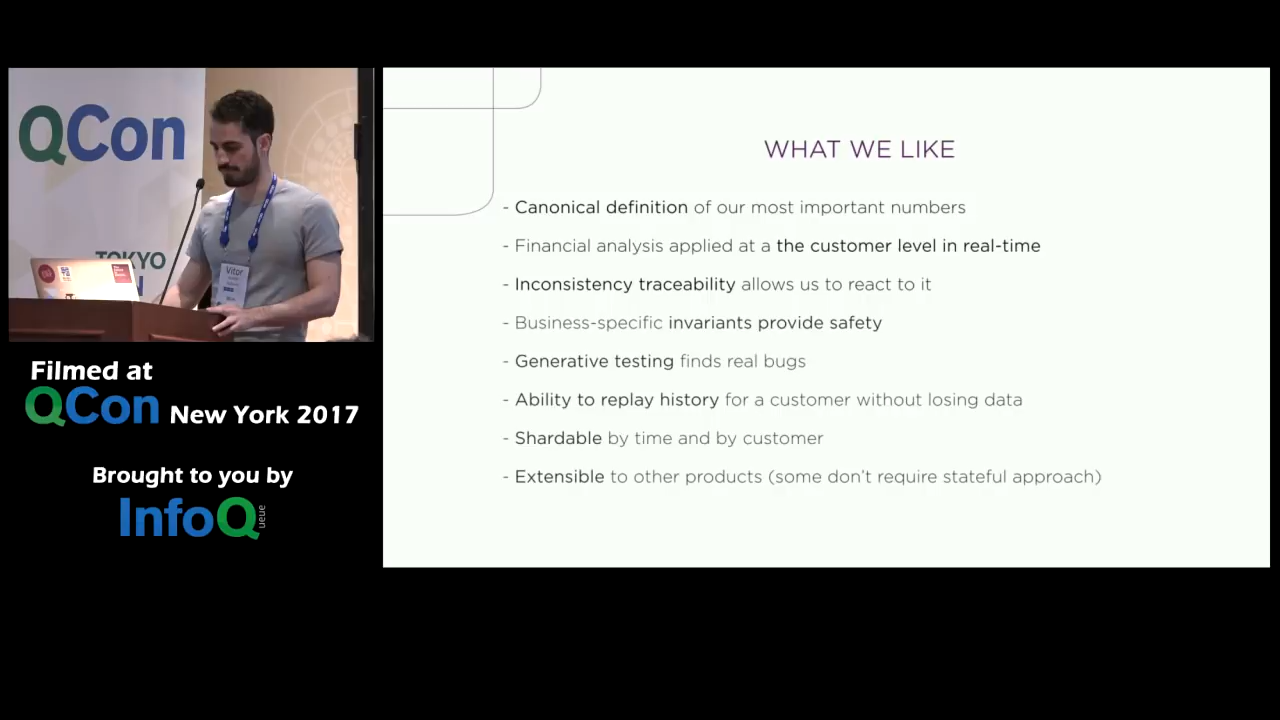 QCon
TOKYO
Vitor
Filmed at
QCon New York 2017
Brought to you by
InfoQ
ueue
WHAT WE LIKE
- Canonical definition of our most important numbers
- Financial analysis applied at a the customer level in real-time
- Inconsistency traceability allows us to react to it
- Business-specific invariants provide safety
- Generative testing finds real bugs
- Ability to replay history for a customer without losing data
- Shardable by time and by customer
- Extensible to other products (some don't require stateful approach)